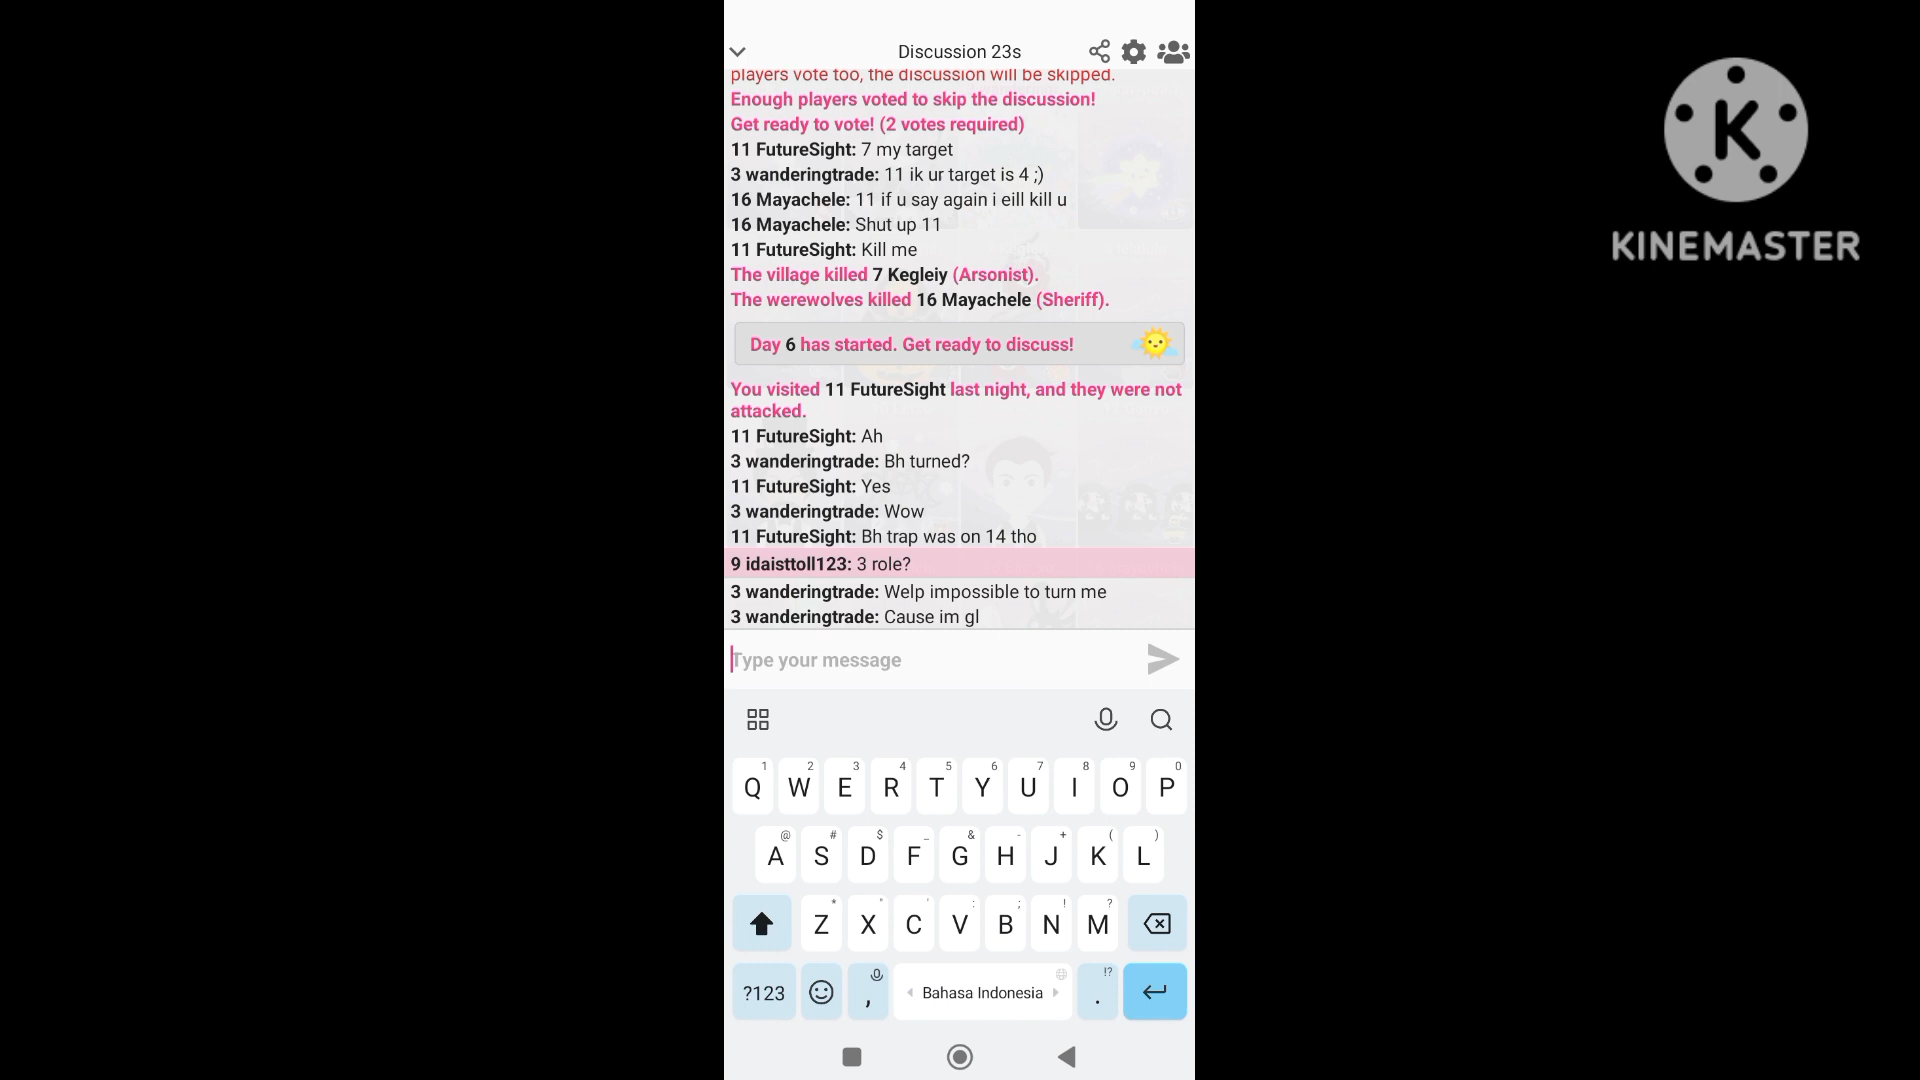 Discussion 23s
players vote too, the discussion will be skipped.
Enough players voted to skip the discussion!
Get ready to vote! (2 votes required)
11 FutureSight: 7 my target
3 wanderingtrade: 11 ik ur target is 4 ;)
16 Mayachele: 11 if u say again i eill kill u
16 Mayachele: Shut up 11
11 FutureSight: Kill me
The village killed 7 Kegleiy (Arsonist).
The werewolves killed 16 Mayachele (Sheriff).
Day 6 has started. Get ready to discuss!
You visited 11 FutureSight last night, and they were not
attacked.
11 FutureSight: Ah
3 wanderingtrade: Bh turned?
11 FutureSight: Yes
3 wanderingtrade: Wow
11 FutureSight: Bh trap was on 14 tho
9 idaisttoll123: 3 role?
3 wanderingtrade: Welp impossible to turn me
3 wanderingtrade: Cause im gl
Type your message
1 2 3 4 5 6 7 8 9 0
Q W E R T Y U I O P
@ # $ _ & - + ( )
A S D F G H J K L
* " ' : ; ! ?
Z X C V B N M
!?
?123 , Bahasa Indonesia .
K
KINEMASTER